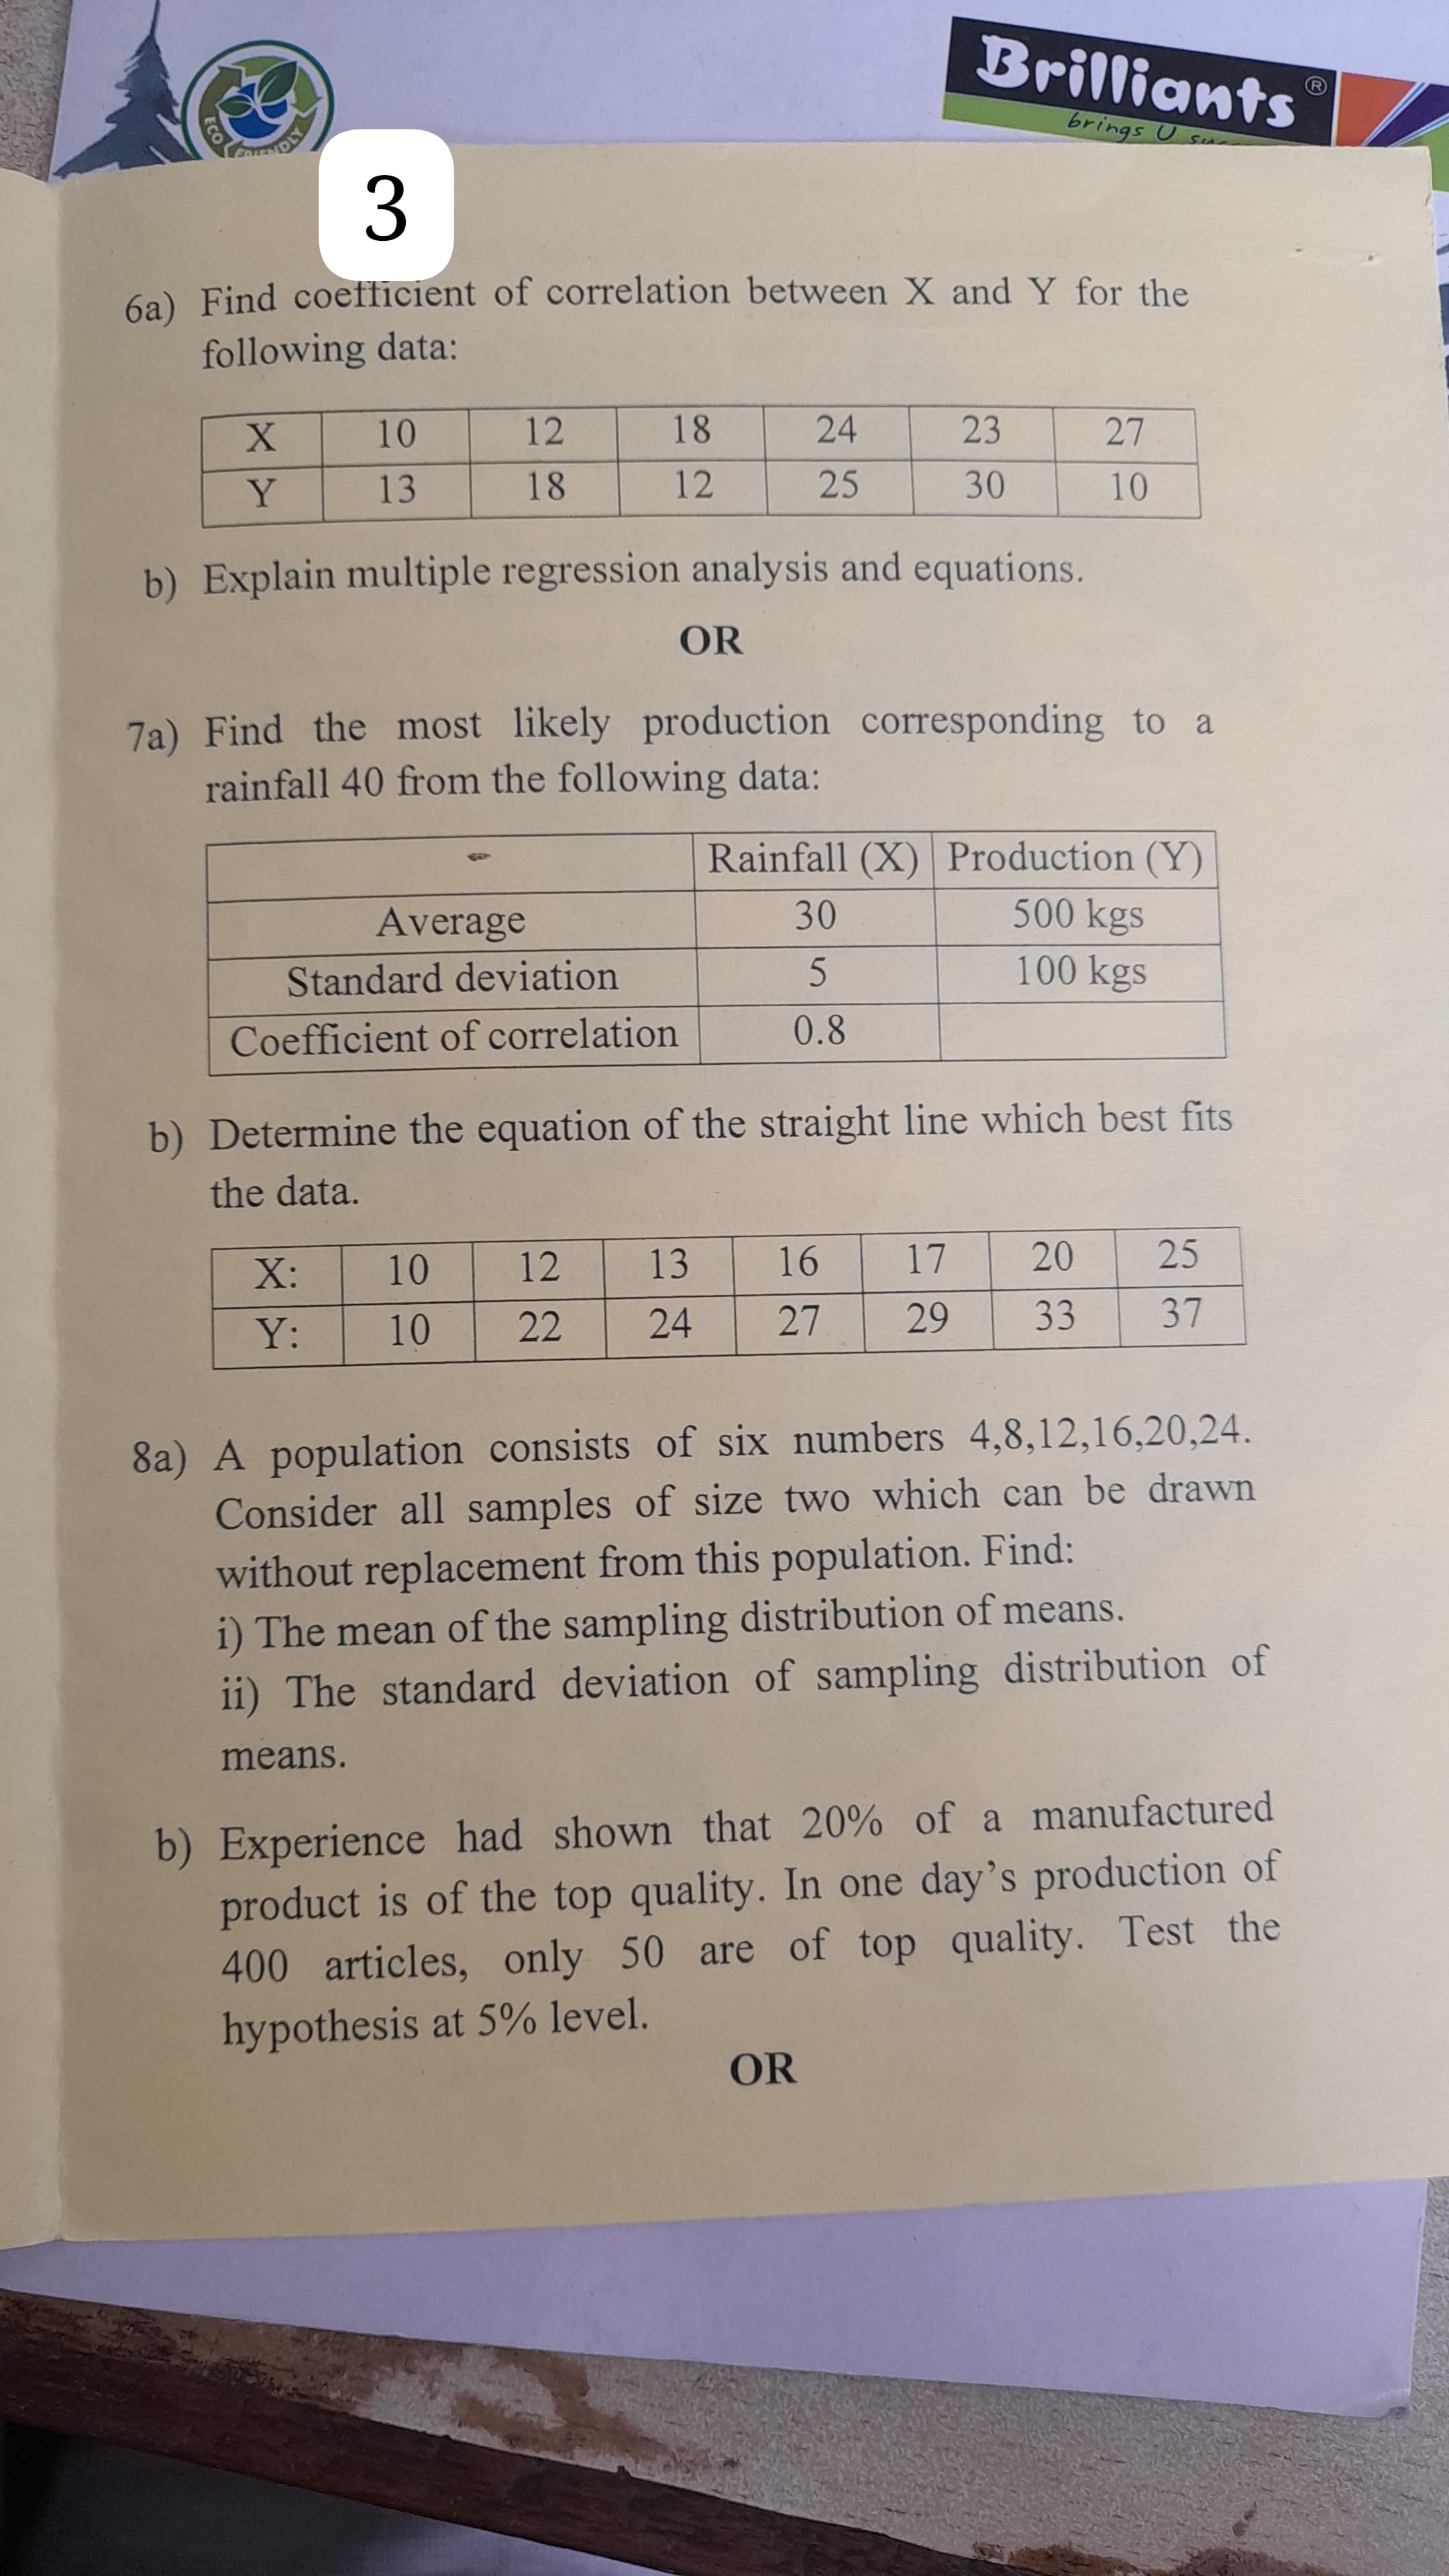 ECO FRIENDLY
Brilliants ®
brings U
3
6a) Find coefficient of correlation between X and Y for the
following data:
X 10 12 18 24 23 27
Y 13 18 12 25 30 10
b) Explain multiple regression analysis and equations.
OR
7a) Find the most likely production corresponding to a
rainfall 40 from the following data:
Rainfall (X) Production (Y)
Average 30 500 kgs
Standard deviation 5 100 kgs
Coefficient of correlation 0.8
b) Determine the equation of the straight line which best fits
the data.
X: 10 12 13 16 17 20 25
Y: 10 22 24 27 29 33 37
8a) A population consists of six numbers 4,8,12,16,20,24.
Consider all samples of size two which can be drawn
without replacement from this population. Find:
i) The mean of the sampling distribution of means.
ii) The standard deviation of sampling distribution of
means.
b) Experience had shown that 20% of a manufactured
product is of the top quality. In one day’s production of
400 articles, only 50 are of top quality. Test the
hypothesis at 5% level.
OR